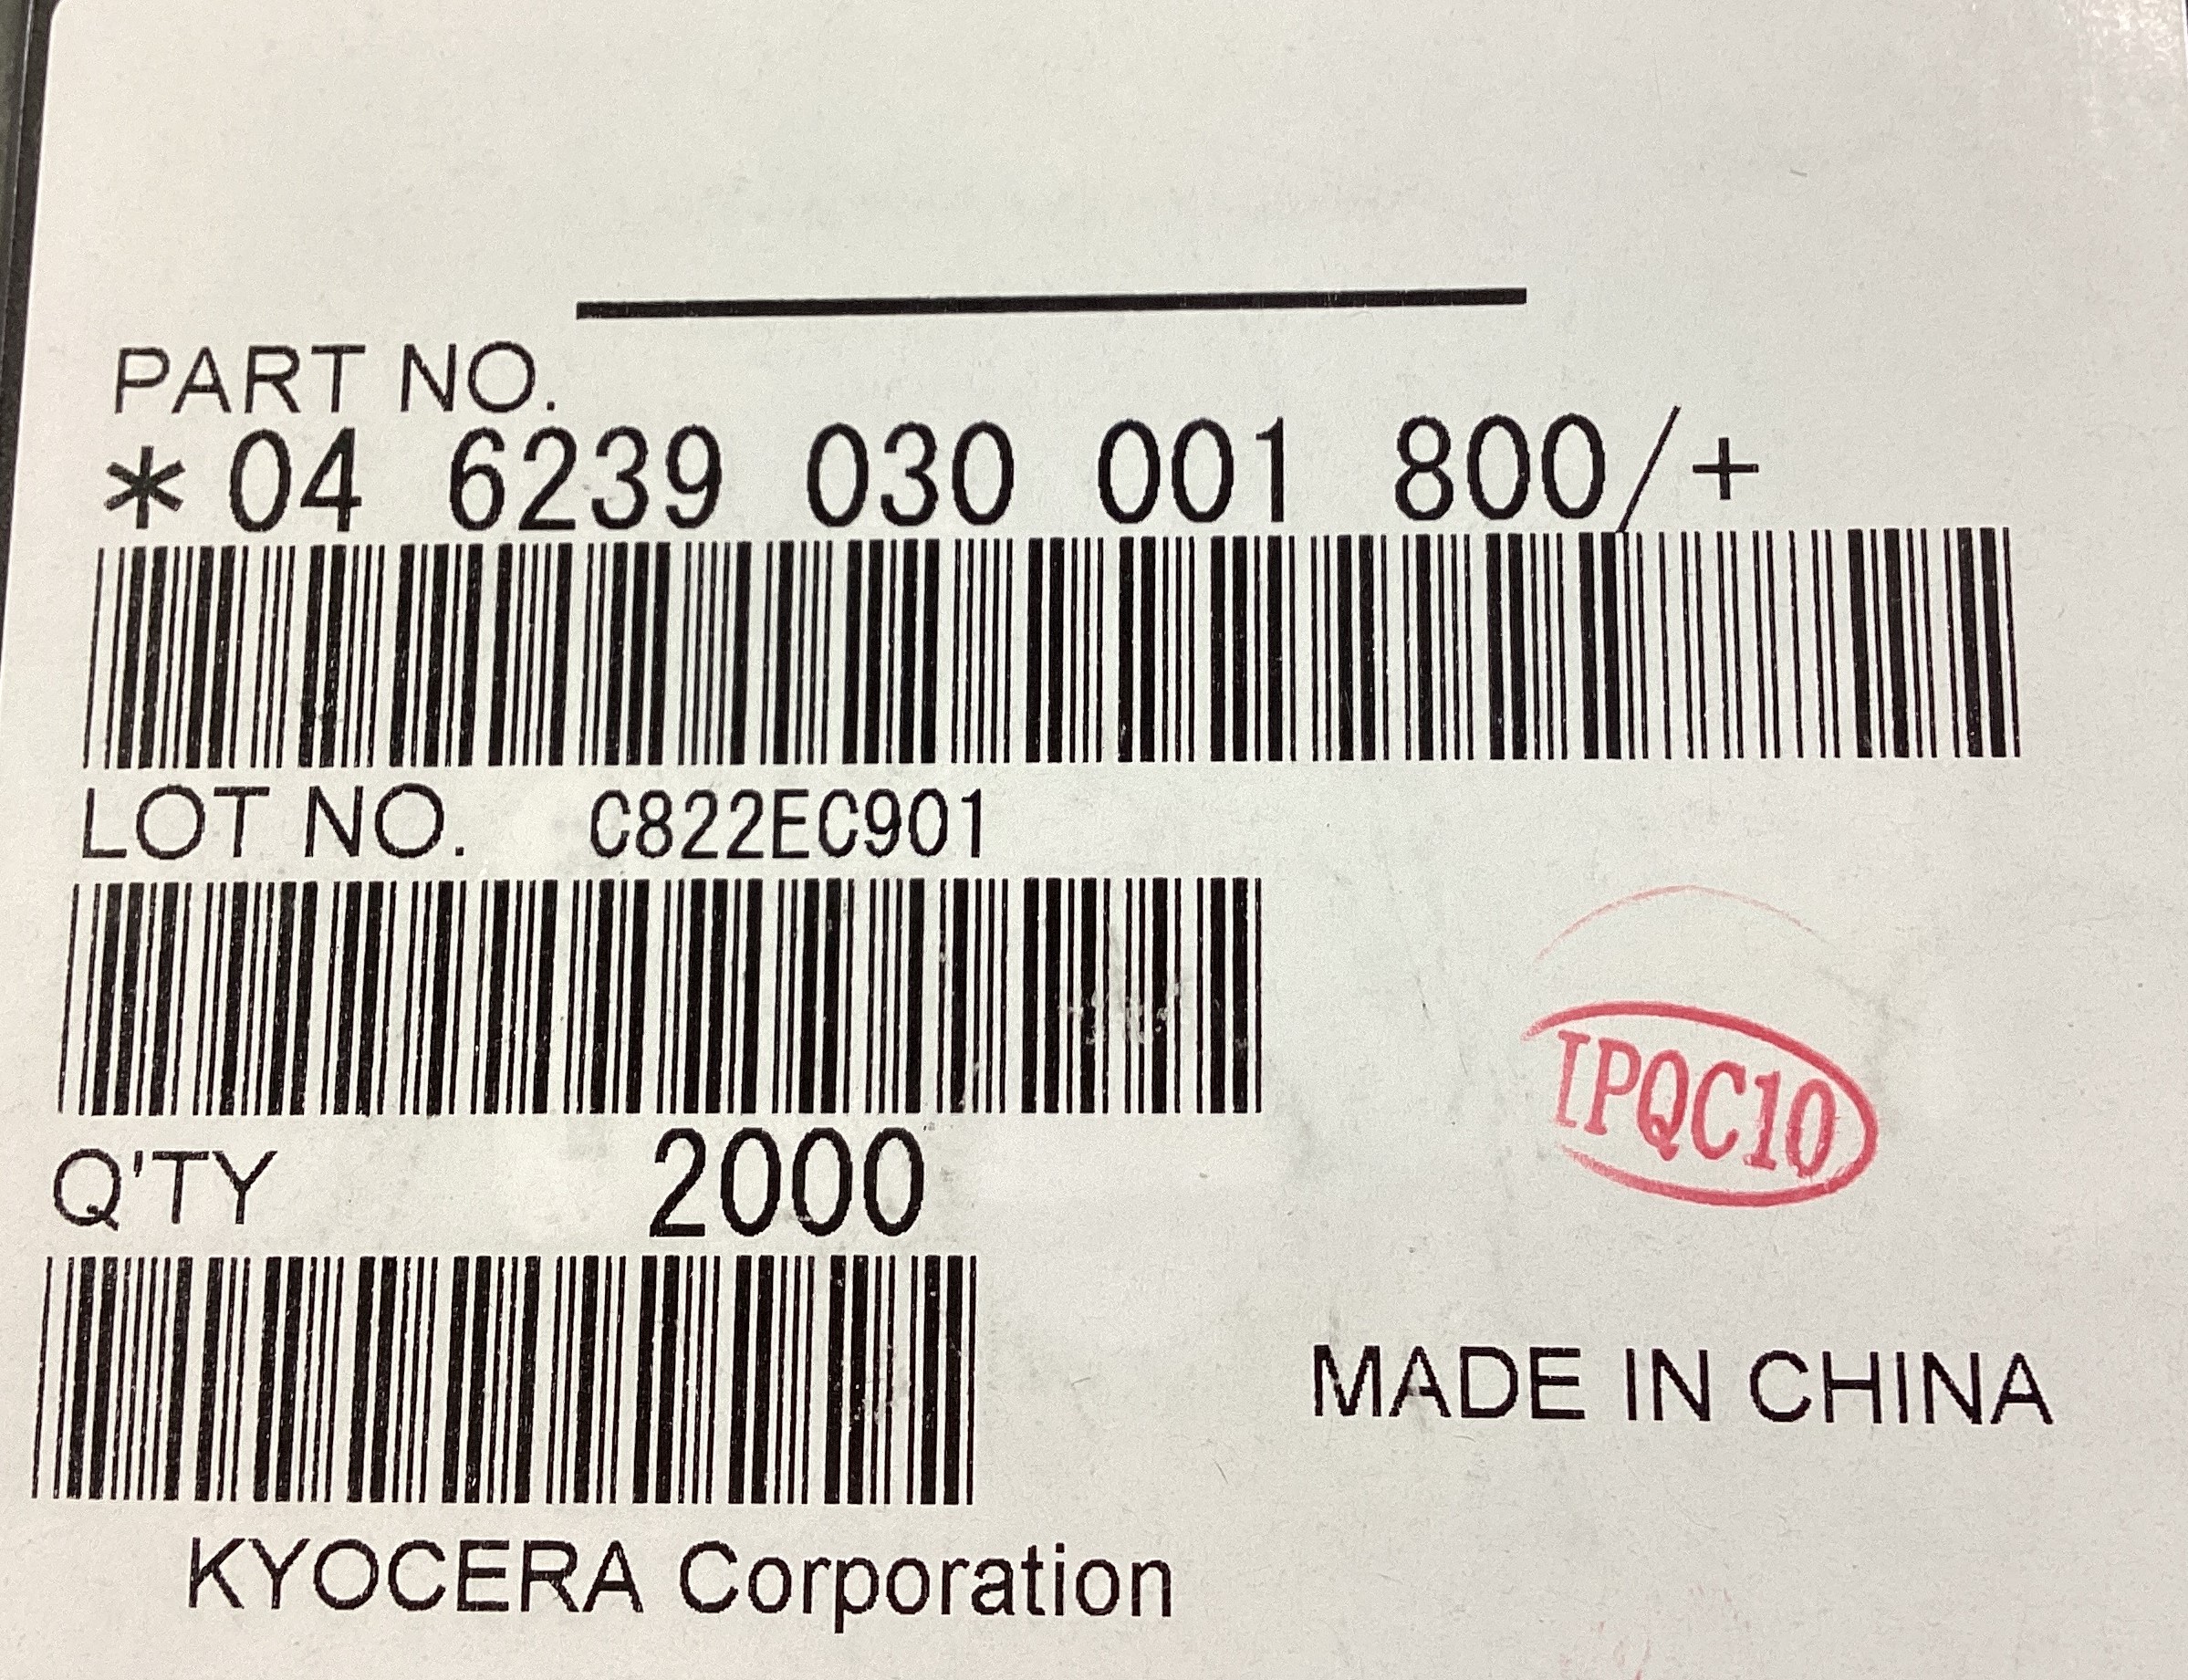 PART NO.
*04 6239 030 001 800/+
LOT NO. C822EC901
IPQC10
Q'TY 2000
MADE IN CHINA
KYOCERA Corporation